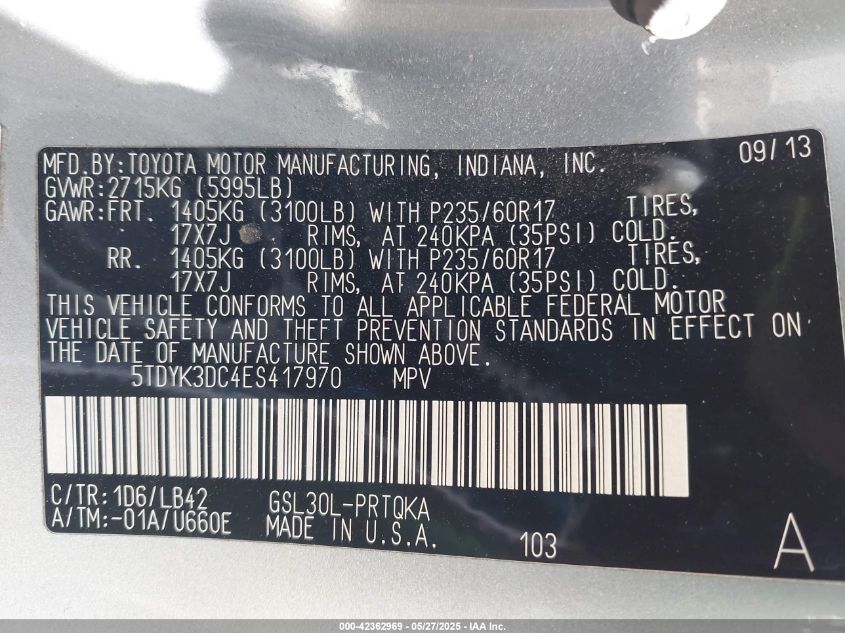 MFD.BY:TOYOTA MOTOR MANUFACTURING, INDIANA, INC. 09/13
GVWR:2715KG (5995LB)
GAWR:FRT. 1405KG (3100LB) WITH P235/60R17 TIRES,
17X7J RIMS, AT 240KPA (35PSI) COLD.
RR. 1405KG (3100LB) WITH P235/60R17 TIRES,
17X7J RIMS, AT 240KPA (35PSI) COLD.
THIS VEHICLE CONFORMS TO ALL APPLICABLE FEDERAL MOTOR
VEHICLE SAFETY AND THEFT PREVENTION STANDARDS IN EFFECT ON
THE DATE OF MANUFACTURE SHOWN ABOVE.
5TDYK3DC4ES417970 MPV
C/TR:1D6/LB42 GSL30L-PRTQKA
A/TM:-01A/U660E MADE IN U.S.A. 103 A
000-42362969 - 05/27/2025 - IAA Inc.